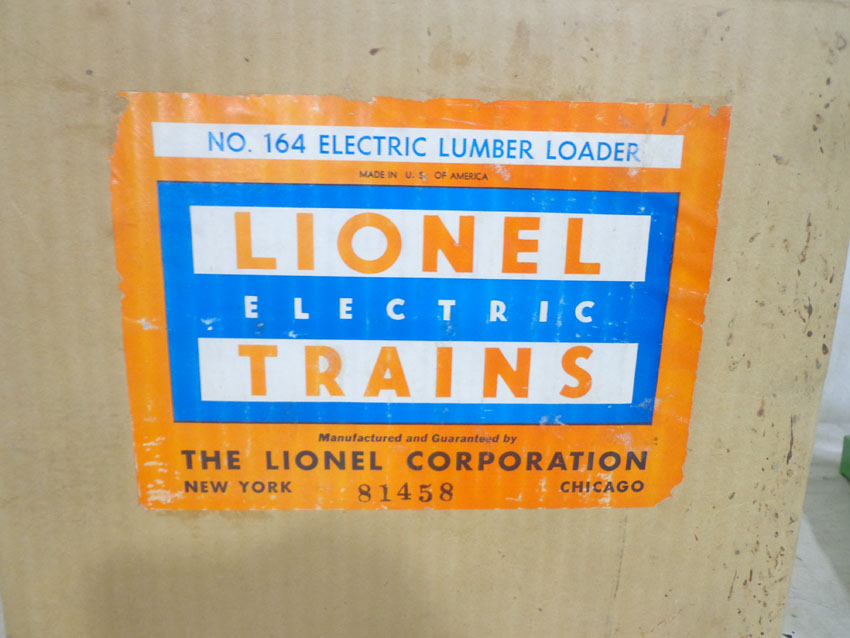 NO. 164 ELECTRIC LUMBER LOADER
MADE IN U. S. OF AMERICA
LIONEL
ELECTRIC
TRAINS
Manufactured and Guaranteed by
THE LIONEL CORPORATION
NEW YORK 81458 CHICAGO